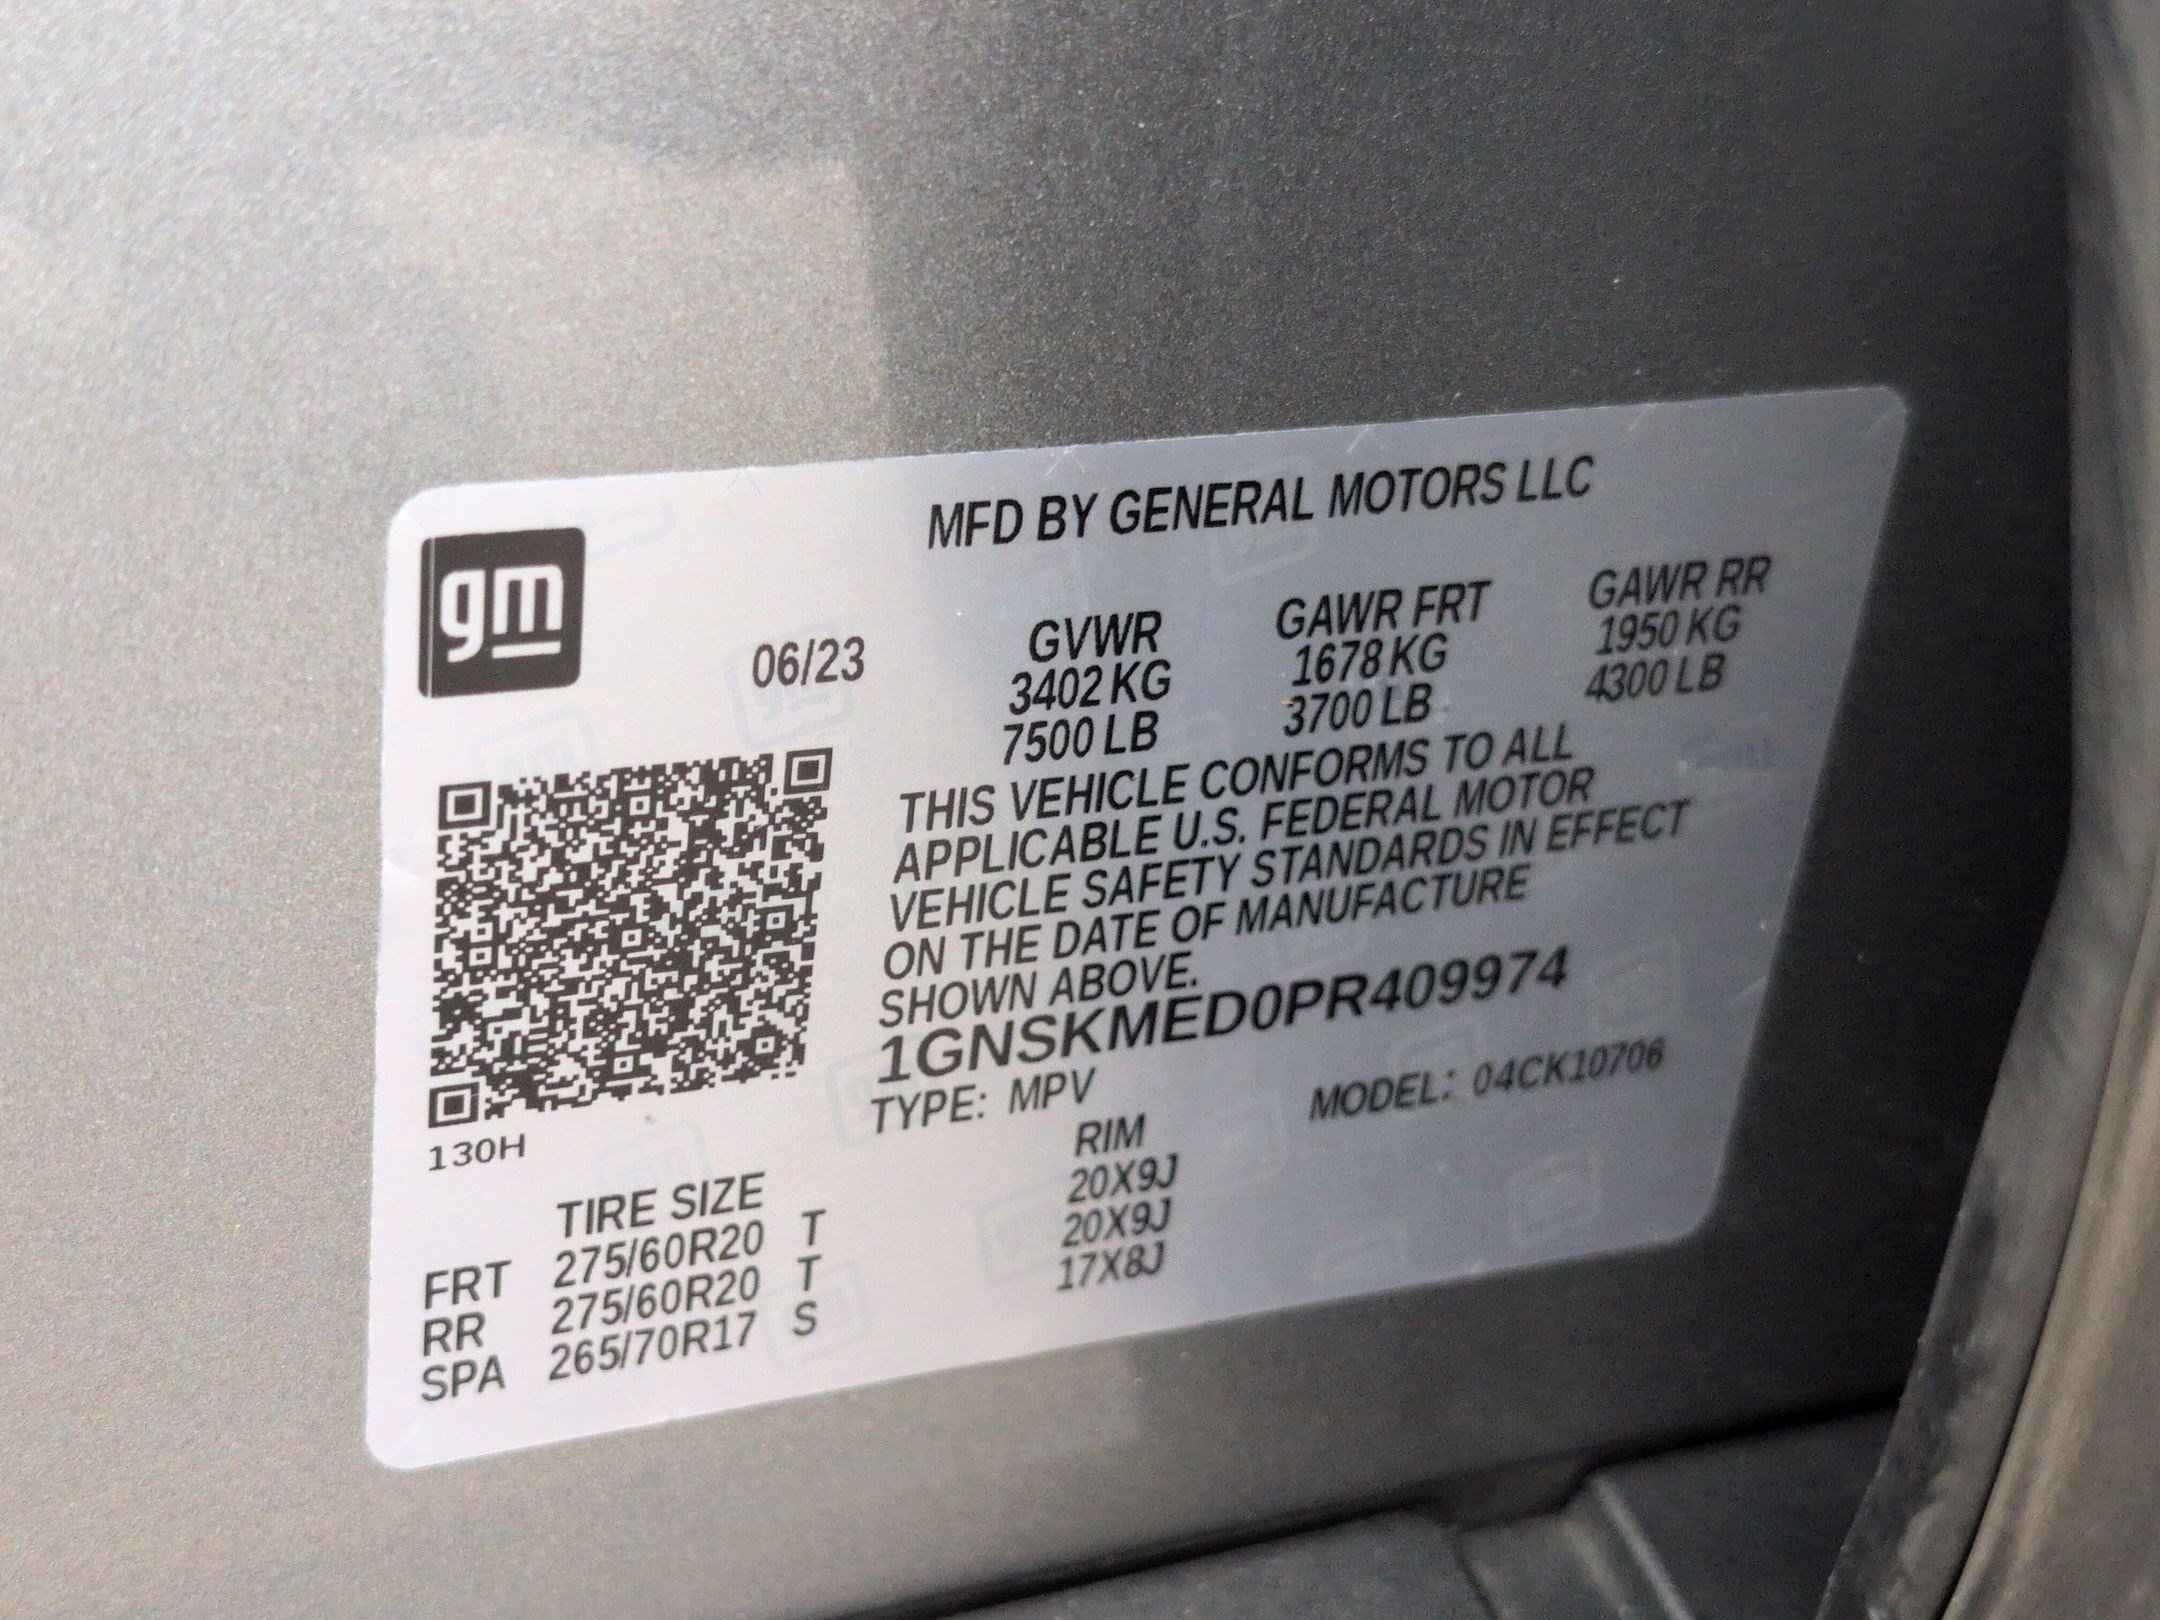 MFD BY GENERAL MOTORS LLC
gm
06/23
GVWR GAWR FRT GAWR RR
3402 KG 1678 KG 1950 KG
7500 LB 3700 LB 4300 LB
THIS VEHICLE CONFORMS TO ALL
APPLICABLE U.S. FEDERAL MOTOR
VEHICLE SAFETY STANDARDS IN EFFECT
ON THE DATE OF MANUFACTURE
SHOWN ABOVE.
1GNSKMED0PR409974
TYPE: MPV MODEL: 04CK10706
130H
TIRE SIZE RIM
FRT 275/60R20 T 20X9J
RR 275/60R20 T 20X9J
SPA 265/70R17 S 17X8J